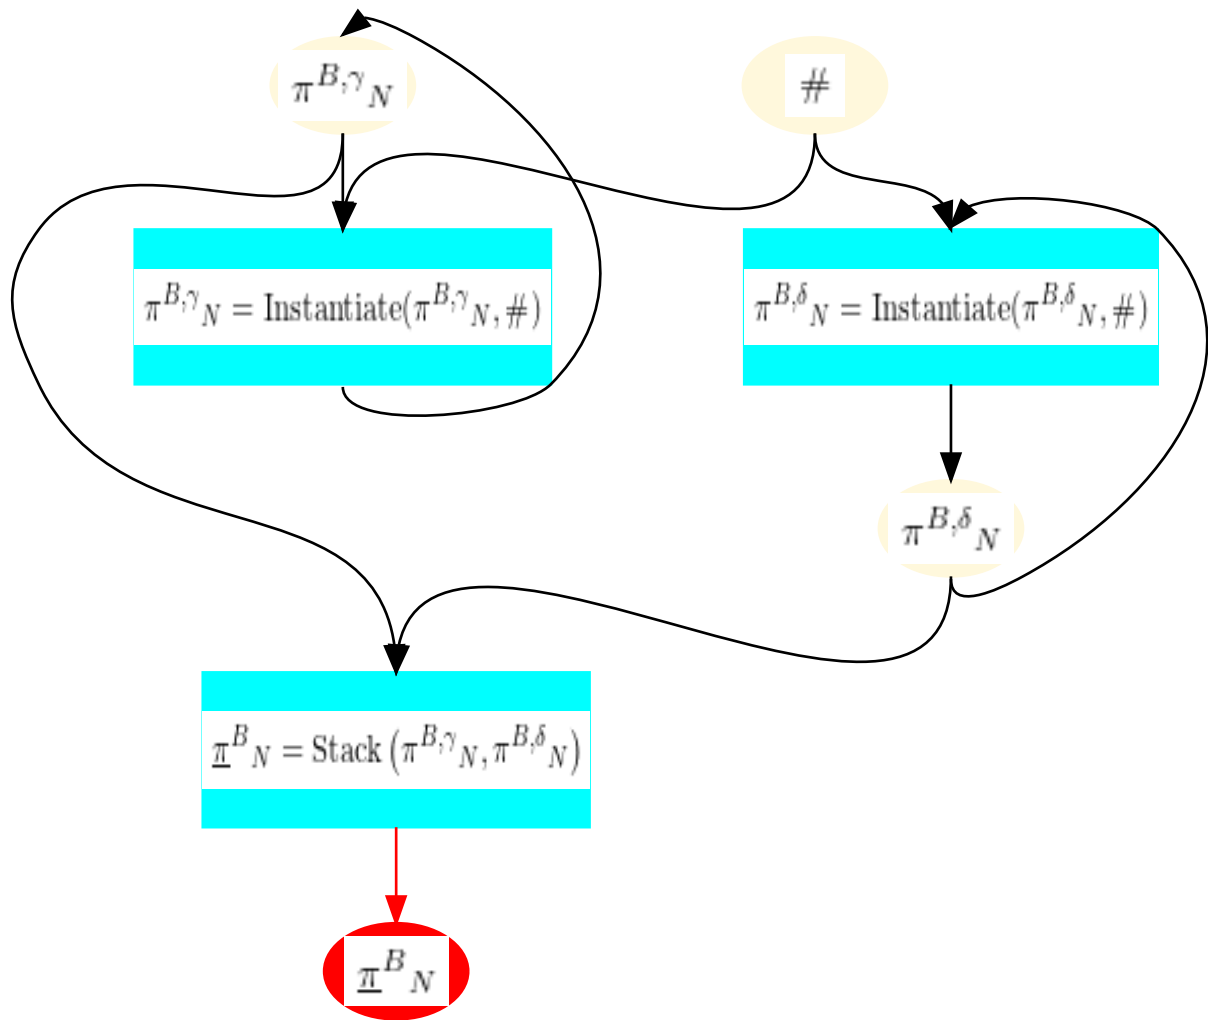 π^{B,γ}_N
#
π^{B,γ}_N = Instantiate(π^{B,γ}_N, #)
π^{B,δ}_N = Instantiate(π^{B,δ}_N, #)
π^{B,δ}_N
π̲^B_N = Stack (π^{B,γ}_N, π^{B,δ}_N)
π̲^B_N